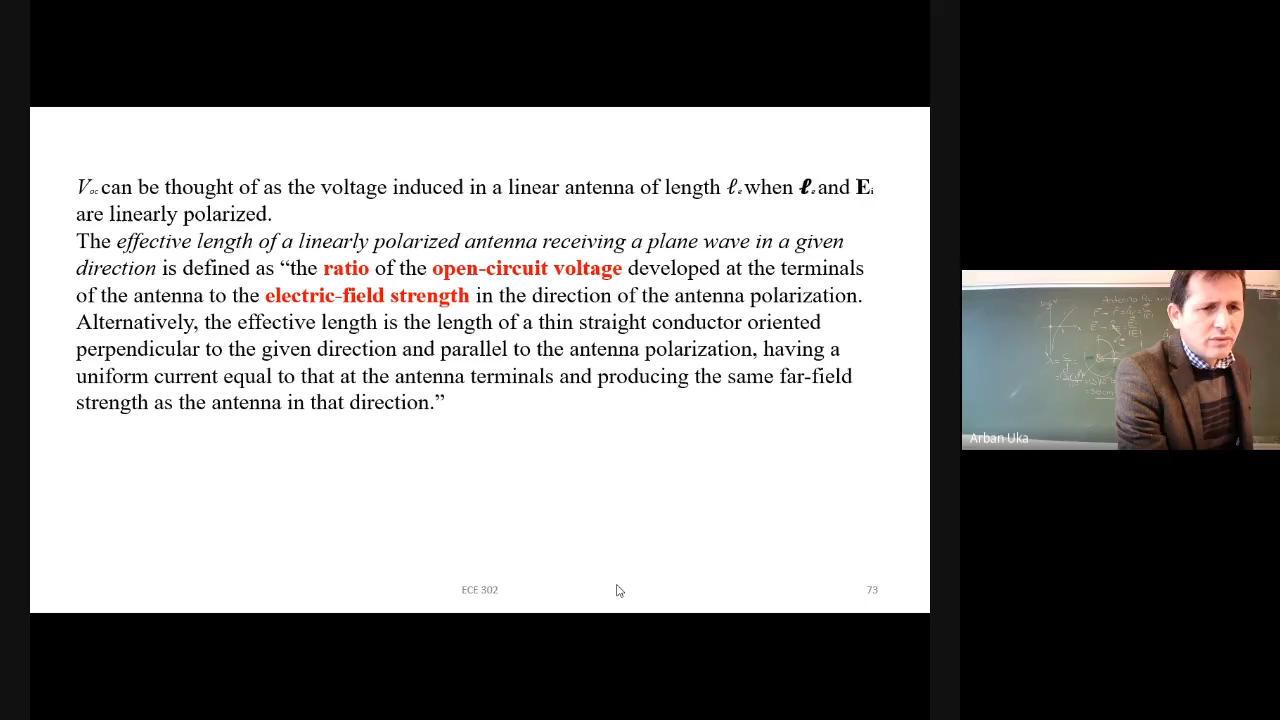 Voc can be thought of as the voltage induced in a linear antenna of length ℓe when ℓe and Ei
are linearly polarized.
The effective length of a linearly polarized antenna receiving a plane wave in a given
direction is defined as “the ratio of the open-circuit voltage developed at the terminals
of the antenna to the electric-field strength in the direction of the antenna polarization.
Alternatively, the effective length is the length of a thin straight conductor oriented
perpendicular to the given direction and parallel to the antenna polarization, having a
uniform current equal to that at the antenna terminals and producing the same far-field
strength as the antenna in that direction.”
ECE 302
73
Arban Uka